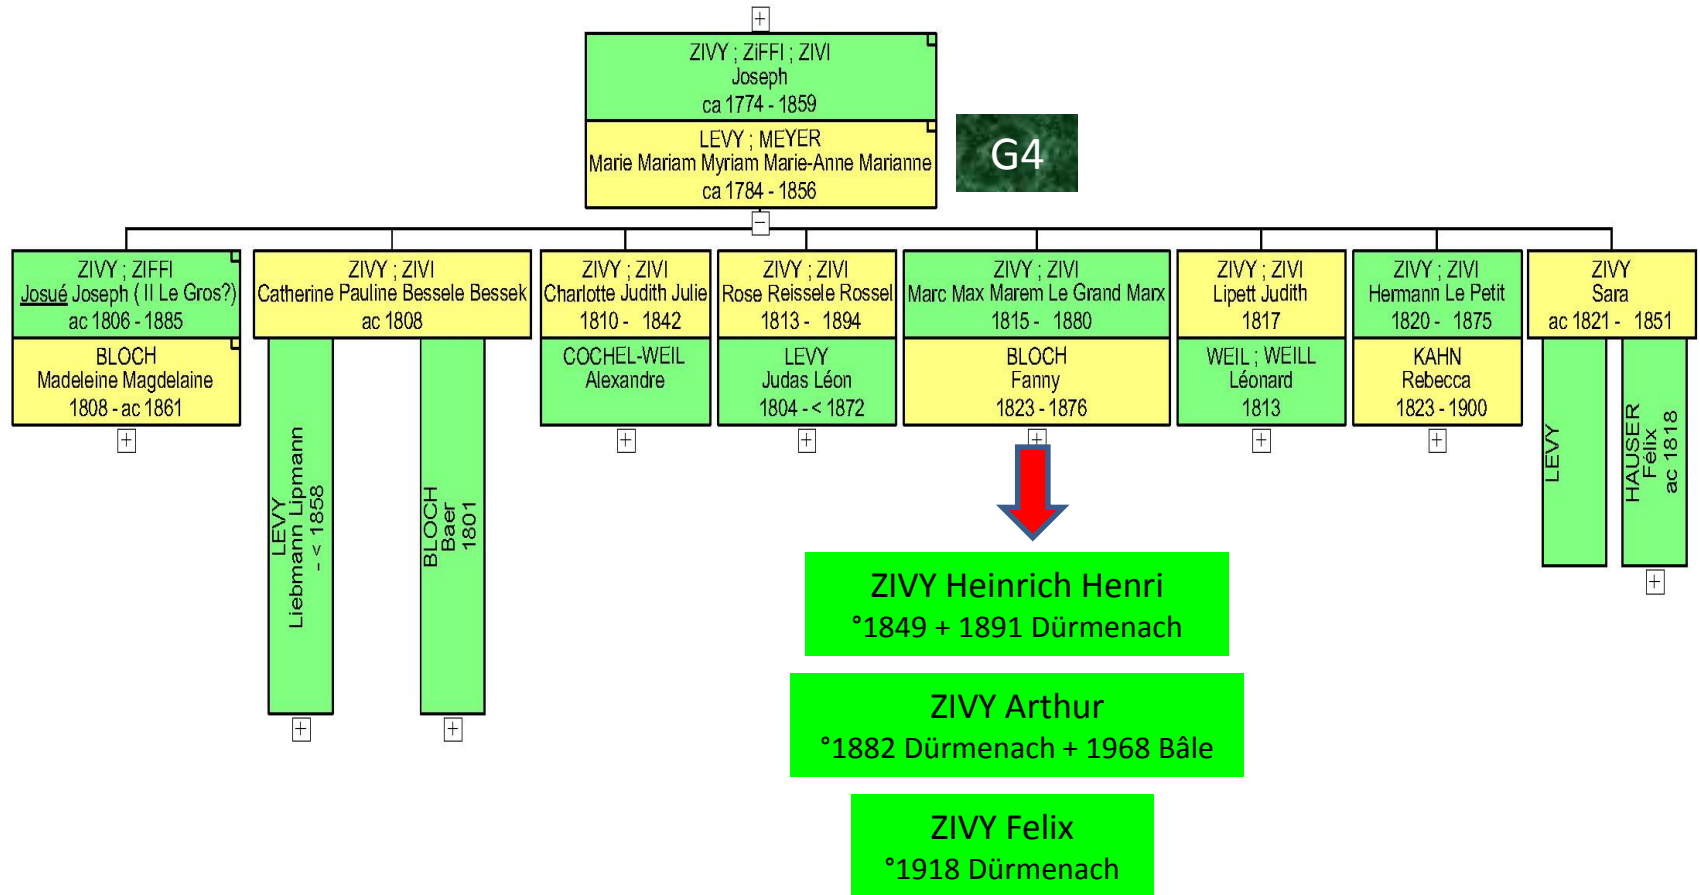 +
ZIVY ; ZiFFI ; ZIVI
Joseph
ca 1774 - 1859
LEVY ; MEYER
Marie Mariam Myriam Marie-Anne Marianne
ca 1784 - 1856
G4
−
ZIVY ; ZIFFI
Josué Joseph ( II Le Gros?)
ac 1806 - 1885
BLOCH
Madeleine Magdelaine
1808 - ac 1861
+
ZIVY ; ZIVI
Catherine Pauline Bessele Bessek
ac 1808
LEVY
Liebmann Lipmann
- < 1858
+
BLOCH
Baer
1801
+
ZIVY ; ZIVI
Charlotte Judith Julie
1810 - 1842
COCHEL-WEIL
Alexandre
+
ZIVY ; ZIVI
Rose Reissele Rossel
1813 - 1894
LEVY
Judas Léon
1804 - < 1872
+
ZIVY ; ZIVI
Marc Max Marem Le Grand Marx
1815 - 1880
BLOCH
Fanny
1823 - 1876
+
ZIVY ; ZIVI
Lipett Judith
1817
WEIL ; WEILL
Léonard
1813
+
ZIVY ; ZIVI
Hermann Le Petit
1820 - 1875
KAHN
Rebecca
1823 - 1900
+
ZIVY
Sara
ac 1821 - 1851
LEVY
HAUSER
Félix
ac 1818
+
ZIVY Heinrich Henri
°1849 + 1891 Dürmenach
ZIVY Arthur
°1882 Dürmenach + 1968 Bâle
ZIVY Felix
°1918 Dürmenach